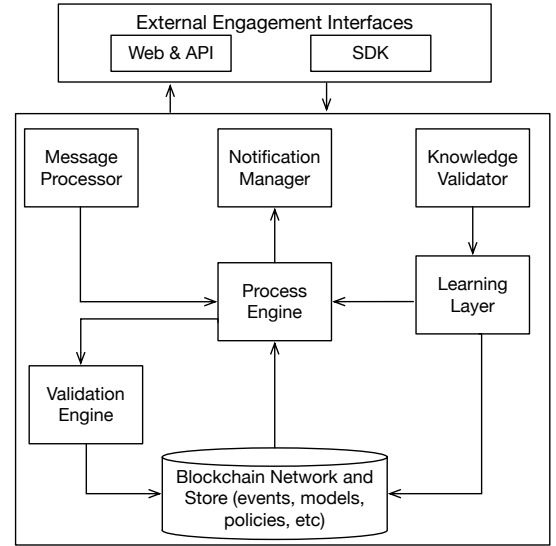 External Engagement Interfaces
Web & API
SDK
Message
Processor
Notification
Manager
Knowledge
Validator
Process
Engine
Learning
Layer
Validation
Engine
Blockchain Network and
Store (events, models,
policies, etc)